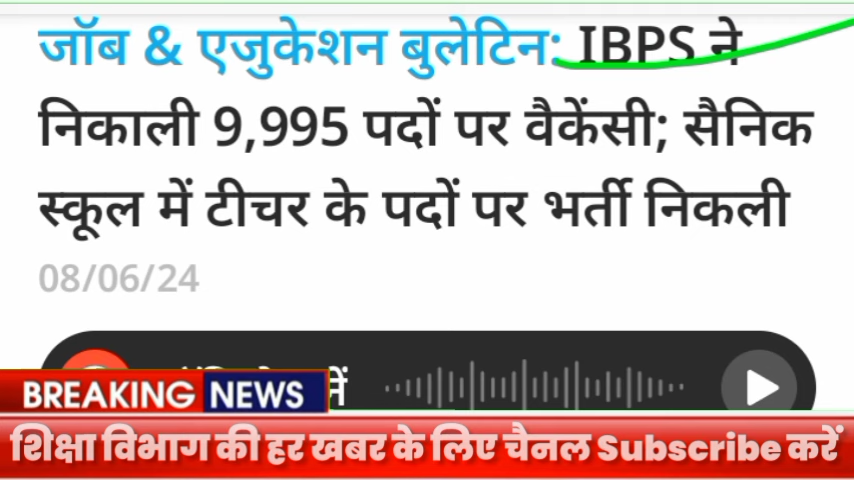 जॉब & एजुकेशन बुलेटिन: IBPS ने
निकाली 9,995 पदों पर वैकेंसी; सैनिक
स्कूल में टीचर के पदों पर भर्ती निकली
08/06/24
BREAKING NEWS
शिक्षा विभाग की हर खबर के लिए चैनल Subscribe करें